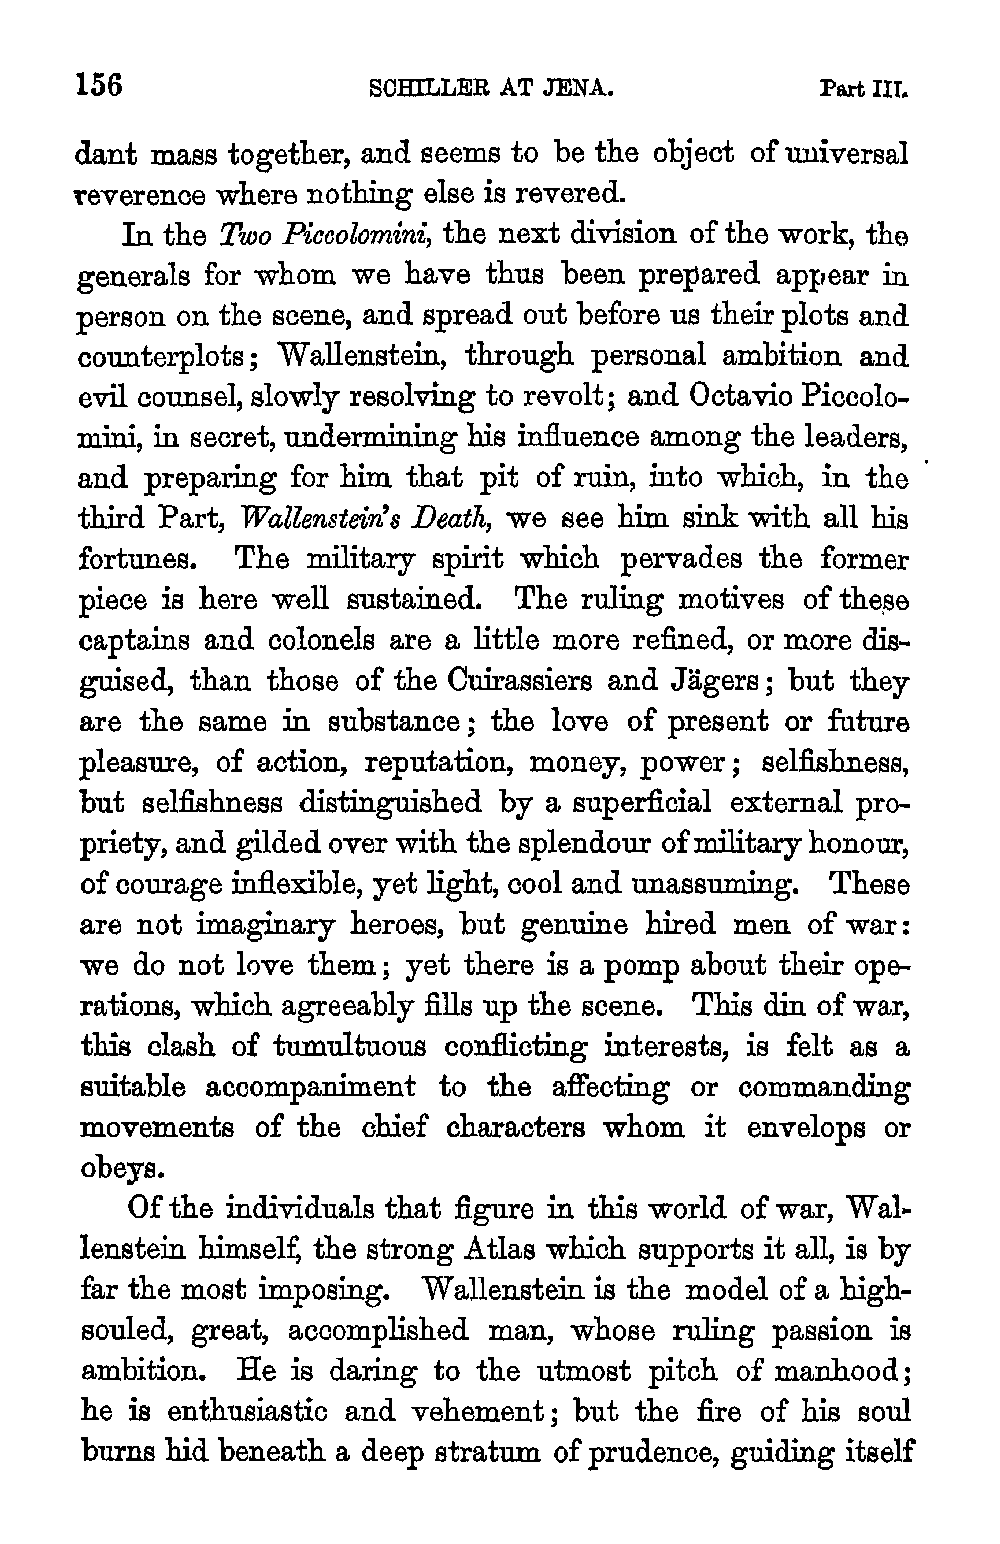 156 SCHILLER AT JENA. Part III.
dant mass together, and seems to be the object of universal
reverence where nothing else is revered.
In the Two Piccolomini, the next division of the work, the
generals for whom we have thus been prepared appear in
person on the scene, and spread out before us their plots and
counterplots; Wallenstein, through personal ambition and
evil counsel, slowly resolving to revolt; and Octavio Piccolo-
mini, in secret, undermining his influence among the leaders,
and preparing for him that pit of ruin, into which, in the
third Part, Wallenstein's Death, we see him sink with all his
fortunes. The military spirit which pervades the former
piece is here well sustained. The ruling motives of these
captains and colonels are a little more refined, or more dis-
guised, than those of the Cuirassiers and Jägers; but they
are the same in substance; the love of present or future
pleasure, of action, reputation, money, power; selfishness,
but selfishness distinguished by a superficial external pro-
priety, and gilded over with the splendour of military honour,
of courage inflexible, yet light, cool and unassuming. These
are not imaginary heroes, but genuine hired men of war:
we do not love them; yet there is a pomp about their ope-
rations, which agreeably fills up the scene. This din of war,
this clash of tumultuous conflicting interests, is felt as a
suitable accompaniment to the affecting or commanding
movements of the chief characters whom it envelops or
obeys.
Of the individuals that figure in this world of war, Wal-
lenstein himself, the strong Atlas which supports it all, is by
far the most imposing. Wallenstein is the model of a high-
souled, great, accomplished man, whose ruling passion is
ambition. He is daring to the utmost pitch of manhood;
he is enthusiastic and vehement; but the fire of his soul
burns hid beneath a deep stratum of prudence, guiding itself